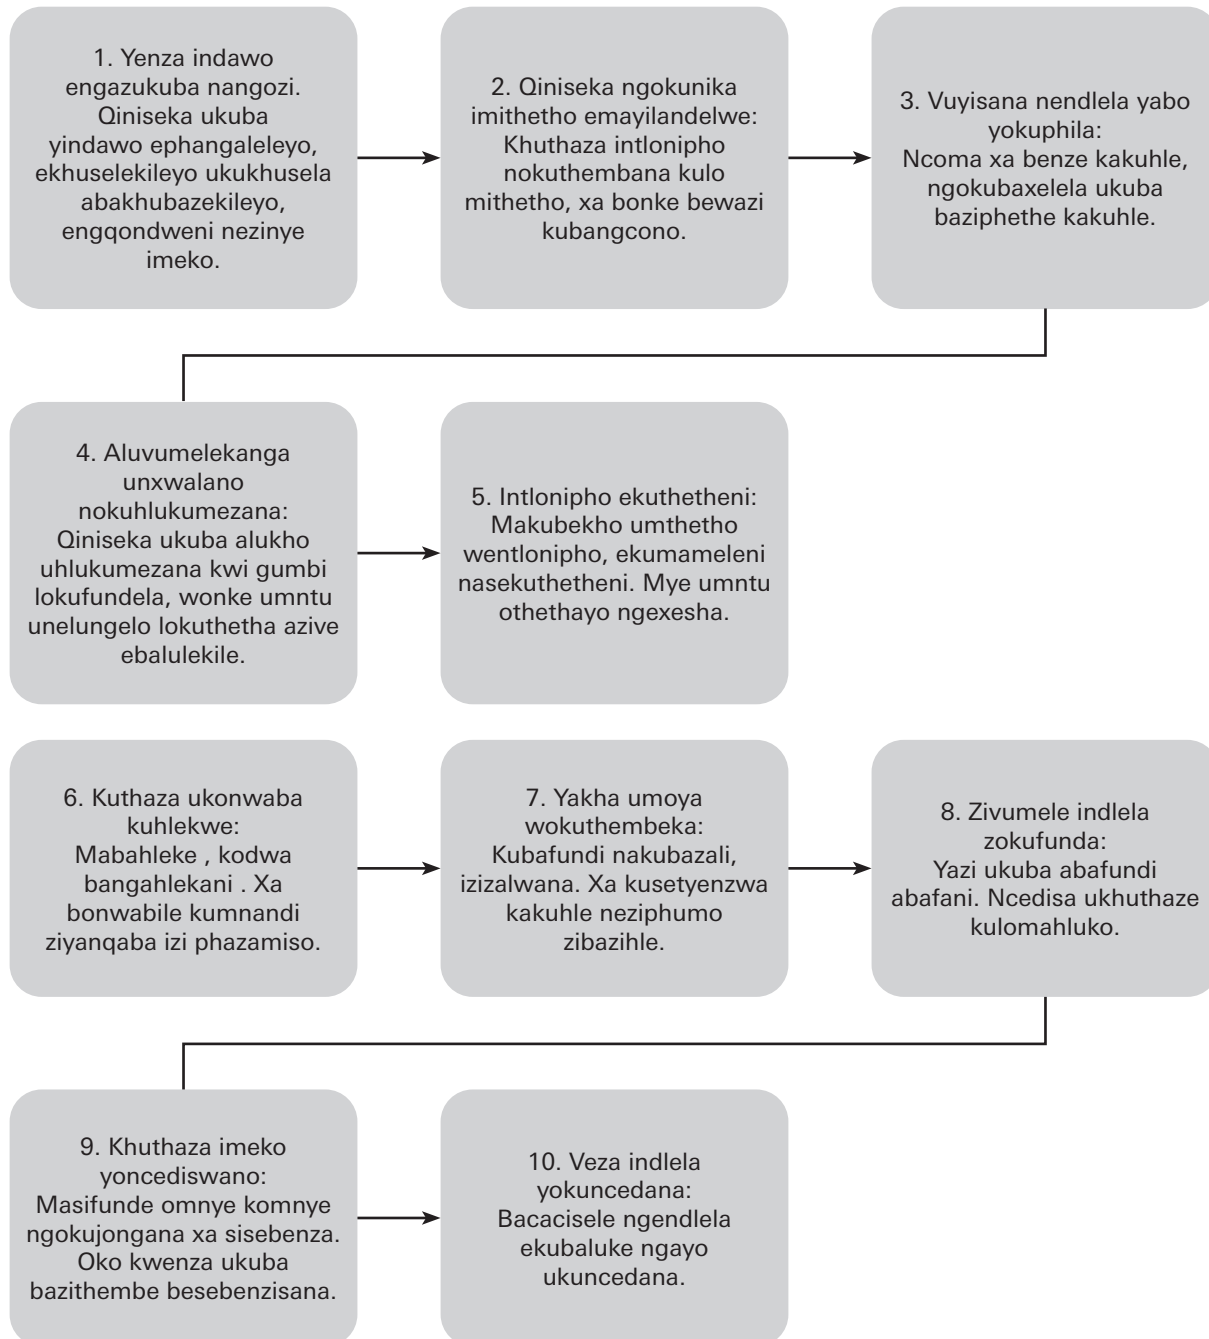 1. Yenza indawo
engazukuba nangozi.
Qiniseka ukuba
yindawo ephangaleleyo,
ekhuselekileyo ukukhusela
abakhubazekileyo,
engqondweni nezinye
imeko.
2. Qiniseka ngokunika
imithetho emayilandelwe:
Khuthaza intlonipho
nokuthembana kulo
mithetho, xa bonke bewazi
kubangcono.
3. Vuyisana nendlela yabo
yokuphila:
Ncoma xa benze kakuhle,
ngokubaxelela ukuba
baziphethe kakuhle.
4. Aluvumelekanga
unxwalano
nokuhlukumezana:
Qiniseka ukuba alukho
uhlukumezana kwi gumbi
lokufundela, wonke umntu
unelungelo lokuthetha azive
ebalulekile.
5. Intlonipho ekuthetheni:
Makubekho umthetho
wentlonipho, ekumameleni
nasekuthetheni. Mye umntu
othethayo ngexesha.
6. Kuthaza ukonwaba
kuhlekwe:
Mabahleke , kodwa
bangahlekani . Xa
bonwabile kumnandi
ziyanqaba izi phazamiso.
7. Yakha umoya
wokuthembeka:
Kubafundi nakubazali,
izizalwana. Xa kusetyenzwa
kakuhle neziphumo
zibazihle.
8. Zivumele indlela
zokufunda:
Yazi ukuba abafundi
abafani. Ncedisa ukhuthaze
kulomahluko.
9. Khuthaza imeko
yoncediswano:
Masifunde omnye komnye
ngokujongana xa sisebenza.
Oko kwenza ukuba
bazithembe besebenzisana.
10. Veza indlela
yokuncedana:
Bacacisele ngendlela
ekubaluke ngayo
ukuncedana.